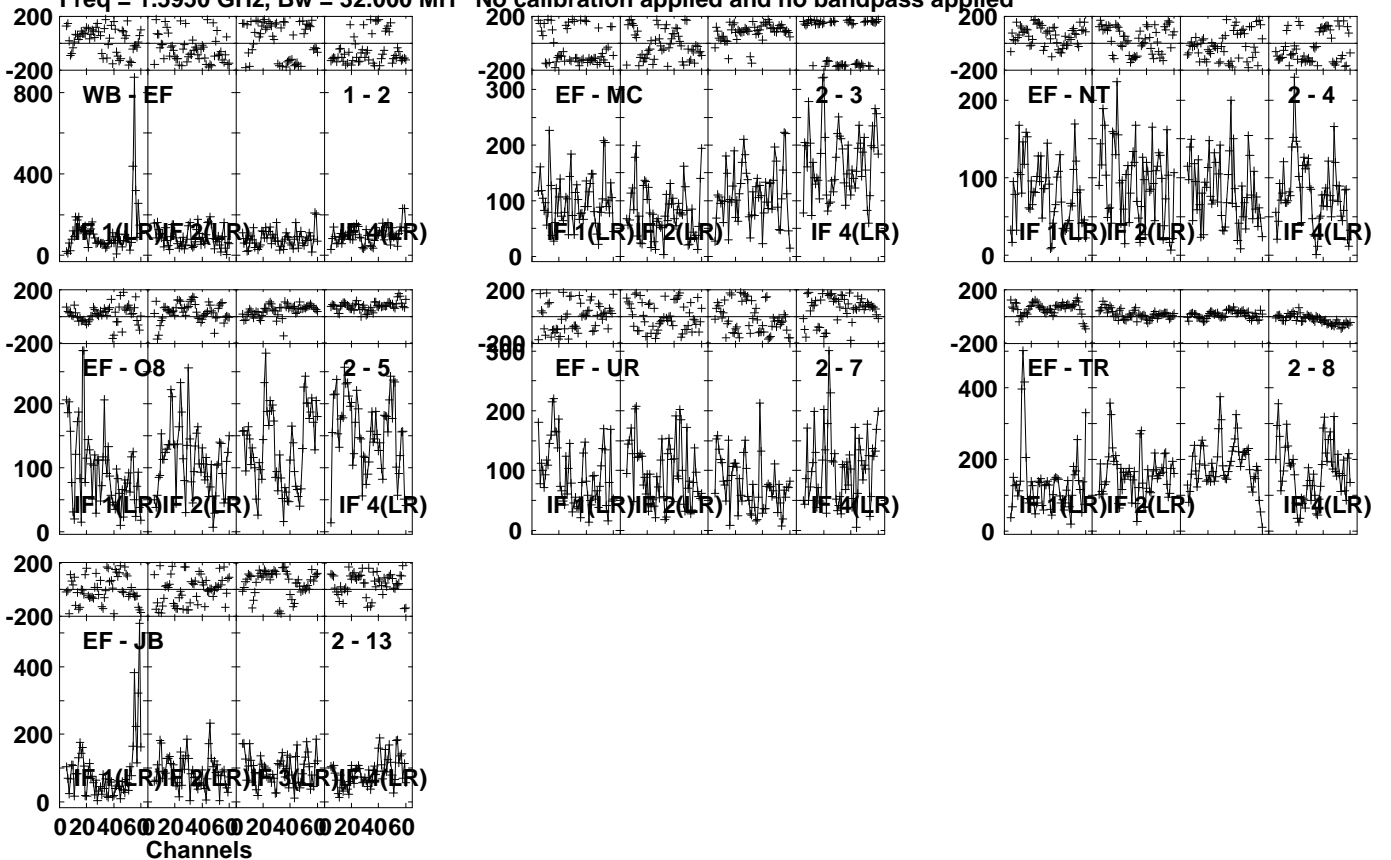 Freq = 1.5950 GHz, Bw = 32.000 MH No calibration applied and no bandpass applied
200
-200
WB - EF
1 - 2
800
400
0
IF 1(LR)
IF 2(LR)
IF 4(LR)
200
-200
EF - MC
2 - 3
300
200
100
0
IF 1(LR)
IF 2(LR)
IF 4(LR)
200
-200
EF - NT
2 - 4
200
100
0
IF 1(LR)
IF 2(LR)
IF 4(LR)
200
-200
EF - O8
2 - 5
200
100
0
IF 1(LR)
IF 2(LR)
IF 4(LR)
200
-200
300
EF - UR
2 - 7
200
100
0
IF 1(LR)
IF 2(LR)
IF 4(LR)
200
-200
EF - TR
2 - 8
400
200
0
IF 1(LR)
IF 2(LR)
IF 4(LR)
200
-200
EF - JB
2 - 13
400
200
0
IF 1(LR)
IF 2(LR)
IF 3(LR)
IF 4(LR)
0 20 40 60 0 20 40 60 0 20 40 60 0 20 40 60
Channels